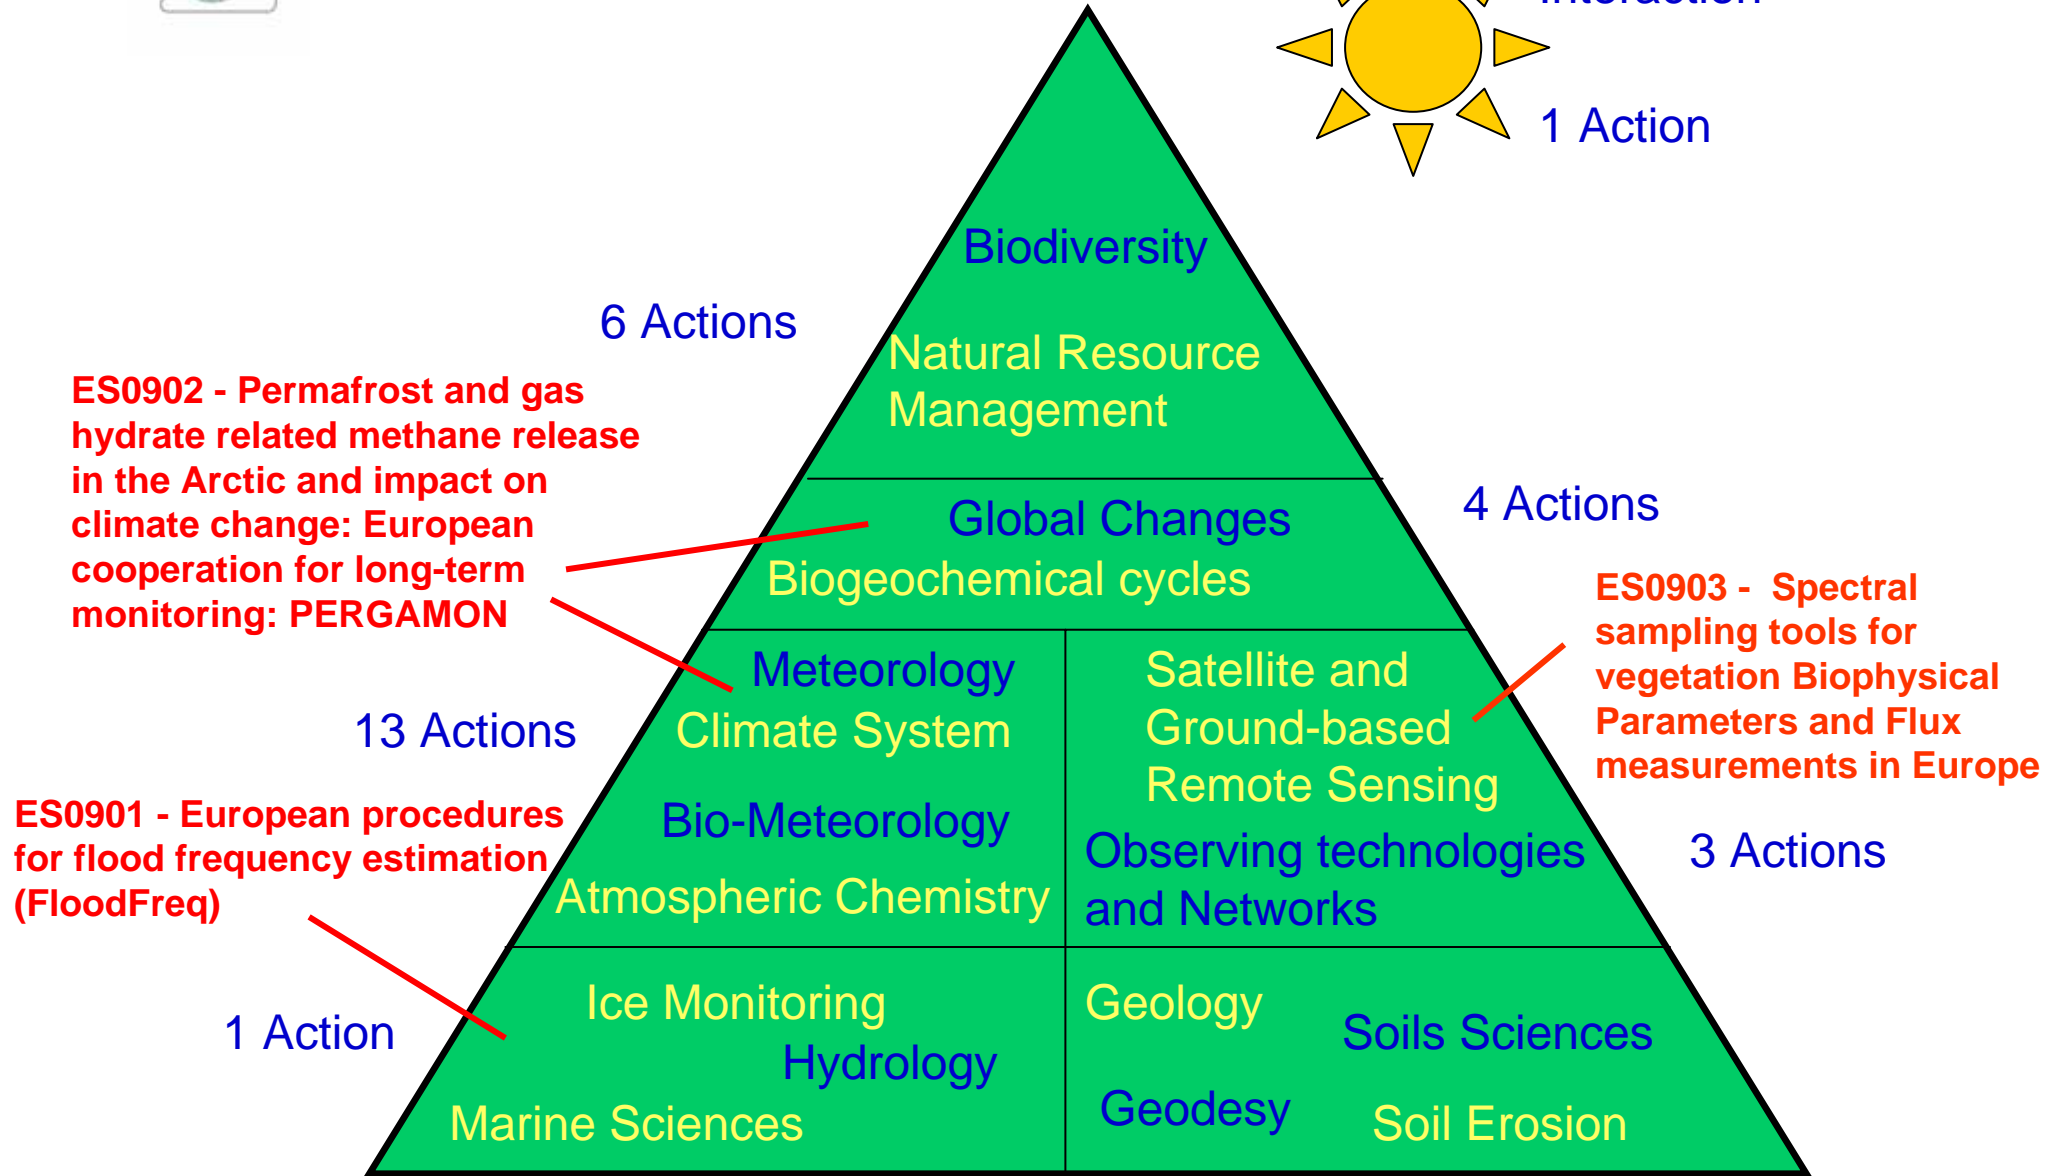 Interaction
1 Action
Biodiversity
6 Actions
Natural Resource
Management
ES0902 - Permafrost and gas
hydrate related methane release
in the Arctic and impact on
climate change: European
cooperation for long-term
monitoring: PERGAMON
4 Actions
Global Changes
Biogeochemical cycles
ES0903 - Spectral
sampling tools for
vegetation Biophysical
Parameters and Flux
measurements in Europe
Meteorology
Climate System
13 Actions
Bio-Meteorology
Atmospheric Chemistry
Satellite and
Ground-based
Remote Sensing
Observing technologies
and Networks
3 Actions
ES0901 - European procedures
for flood frequency estimation
(FloodFreq)
1 Action
Ice Monitoring
Hydrology
Marine Sciences
Geology
Soils Sciences
Geodesy
Soil Erosion